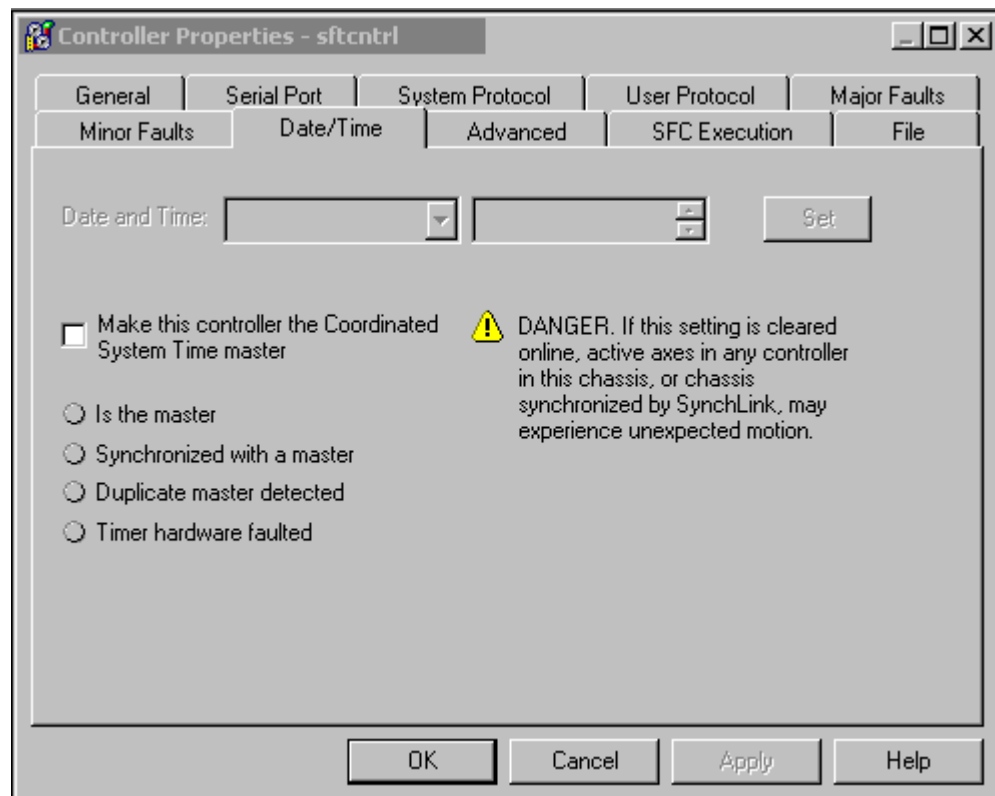 Controller Properties - sftcntrl
General Serial Port System Protocol User Protocol Major Faults
Minor Faults Date/Time Advanced SFC Execution File
Date and Time: Set
Make this controller the Coordinated
System Time master
DANGER. If this setting is cleared
online, active axes in any controller
in this chassis, or chassis
synchronized by SynchLink, may
experience unexpected motion.
Is the master
Synchronized with a master
Duplicate master detected
Timer hardware faulted
OK Cancel Apply Help